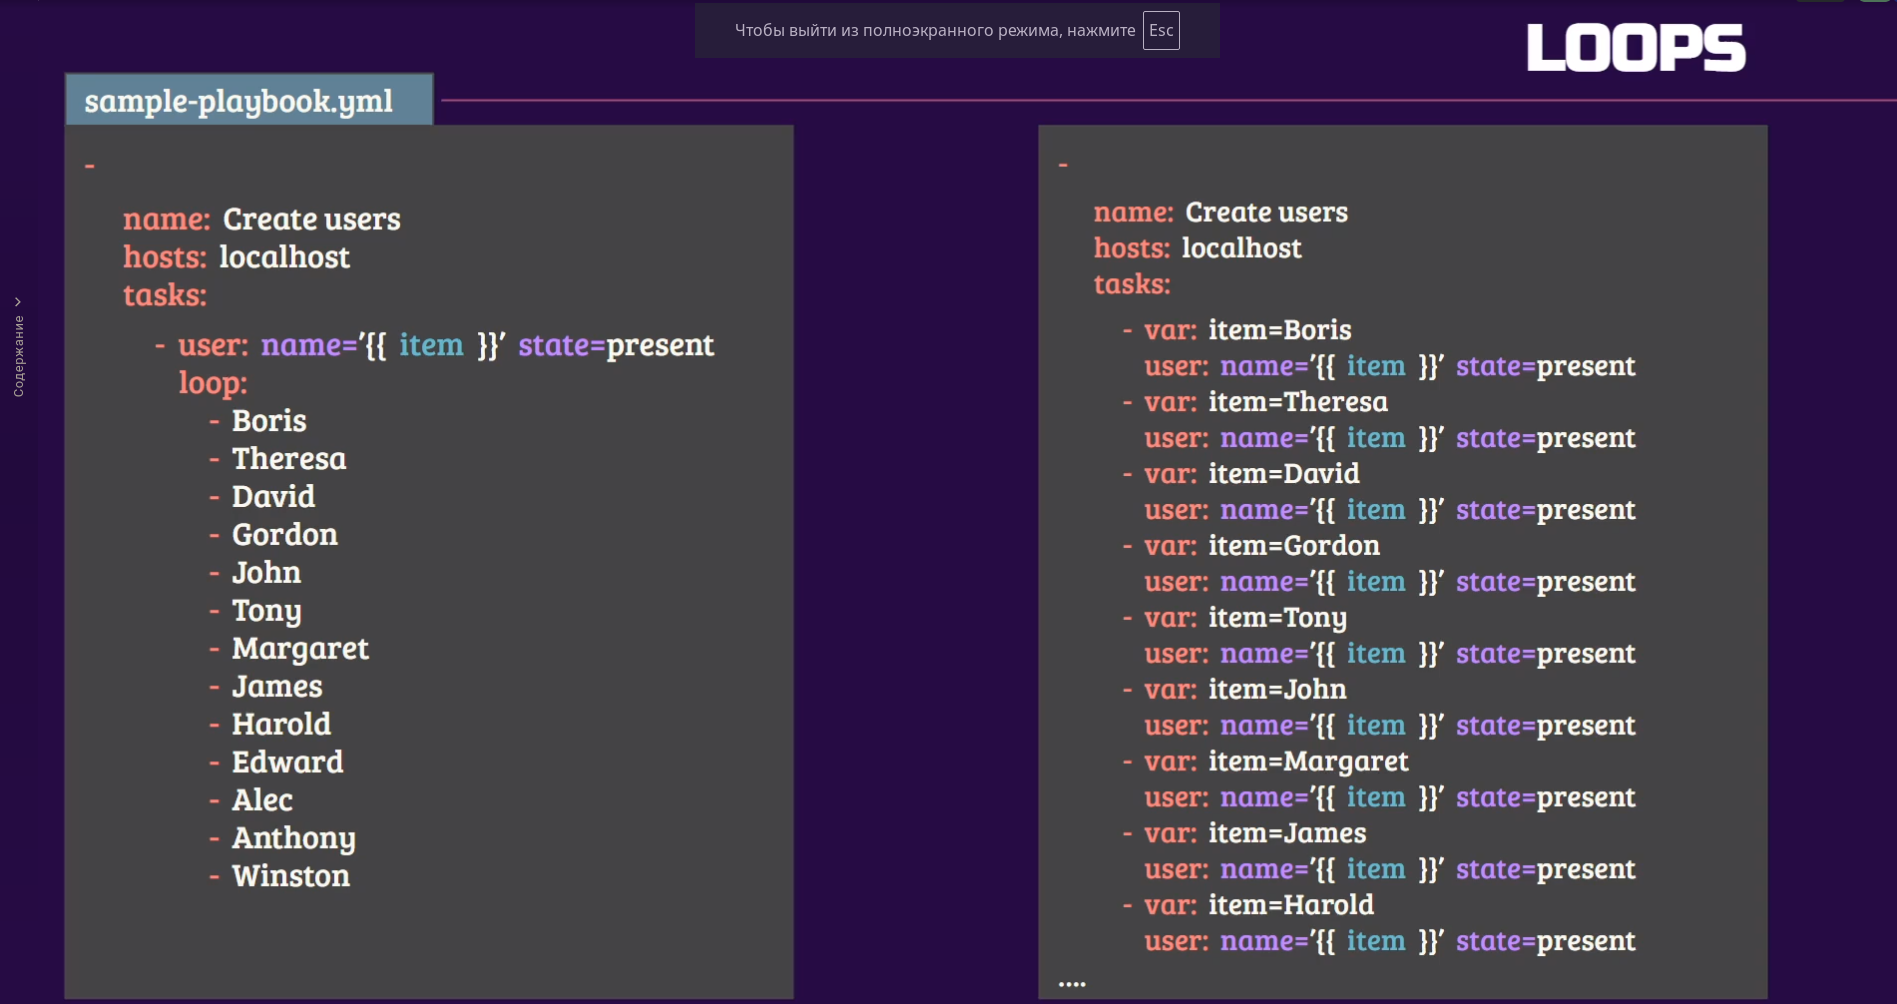 Чтобы выйти из полноэкранного режима, нажмите Esc
LOOPS
Содержание
sample-playbook.yml
-
name: Create users
hosts: localhost
tasks:
- user: name='{{ item }}' state=present
loop:
- Boris
- Theresa
- David
- Gordon
- John
- Tony
- Margaret
- James
- Harold
- Edward
- Alec
- Anthony
- Winston
-
name: Create users
hosts: localhost
tasks:
- var: item=Boris
user: name='{{ item }}' state=present
- var: item=Theresa
user: name='{{ item }}' state=present
- var: item=David
user: name='{{ item }}' state=present
- var: item=Gordon
user: name='{{ item }}' state=present
- var: item=Tony
user: name='{{ item }}' state=present
- var: item=John
user: name='{{ item }}' state=present
- var: item=Margaret
user: name='{{ item }}' state=present
- var: item=James
user: name='{{ item }}' state=present
- var: item=Harold
user: name='{{ item }}' state=present
....